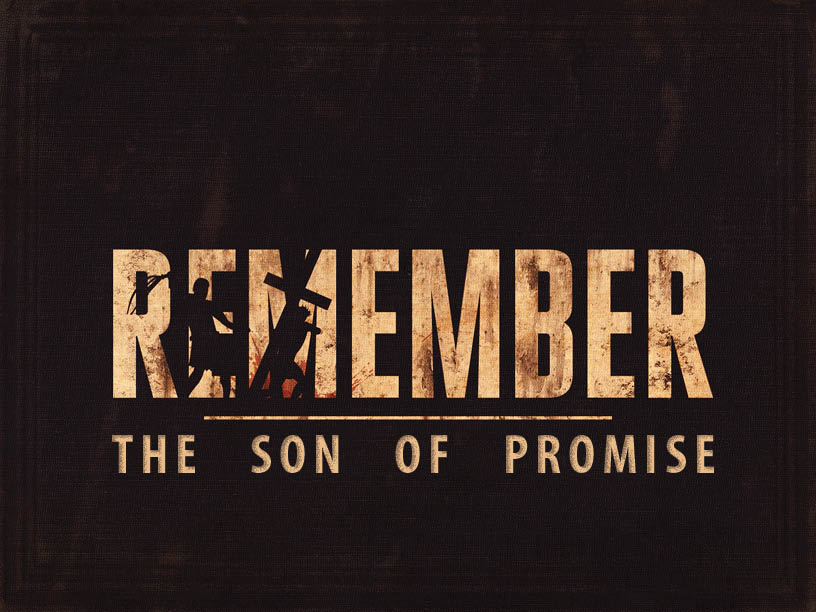 REMEMBER
THE SON OF PROMISE